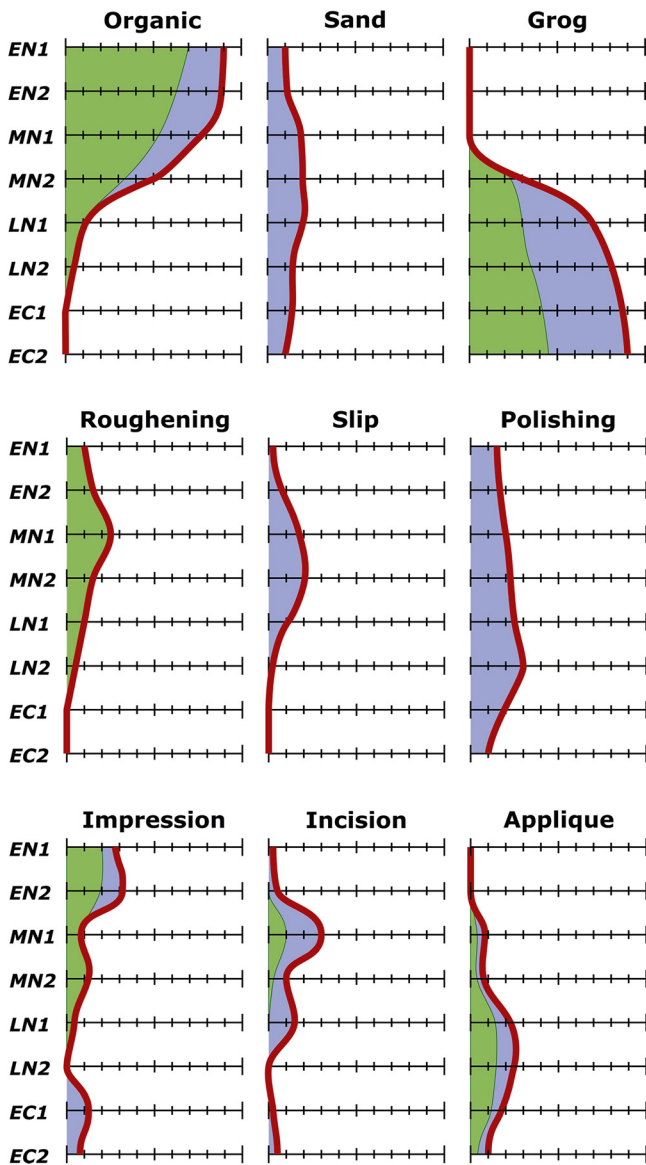 Organic Sand Grog
EN1
EN2
MN1
MN2
LN1
LN2
EC1
EC2
Roughening Slip Polishing
EN1
EN2
MN1
MN2
LN1
LN2
EC1
EC2
Impression Incision Applique
EN1
EN2
MN1
MN2
LN1
LN2
EC1
EC2